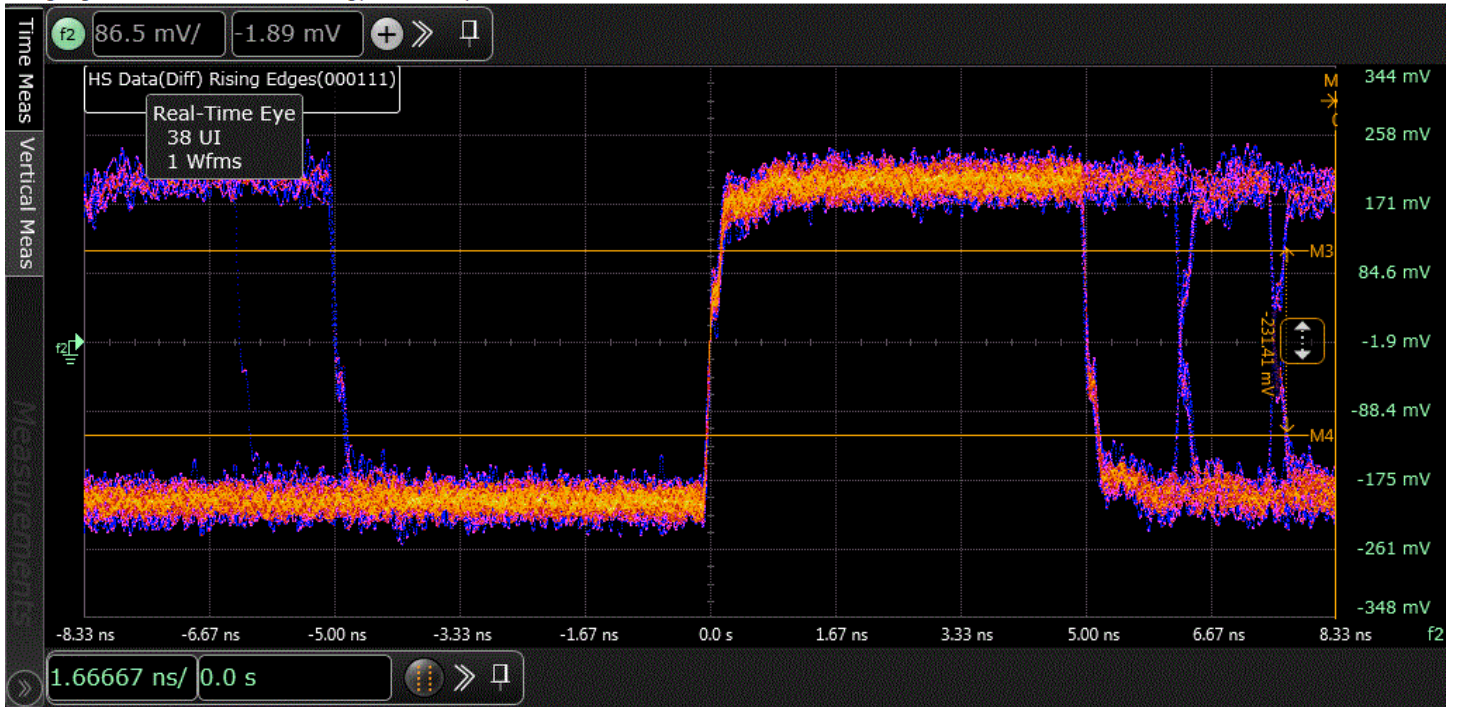 Time Meas
Vertical Meas
Measurements
f2 86.5 mV/ -1.89 mV
HS Data(Diff) Rising Edges(000111)
Real-Time Eye
38 UI
1 Wfms
M
344 mV
258 mV
171 mV
M3
84.6 mV
f2
-231.41 mV
-1.9 mV
-88.4 mV
M4
-175 mV
-261 mV
-348 mV
-8.33 ns -6.67 ns -5.00 ns -3.33 ns -1.67 ns 0.0 s 1.67 ns 3.33 ns 5.00 ns 6.67 ns 8.33 ns f2
1.66667 ns/ 0.0 s